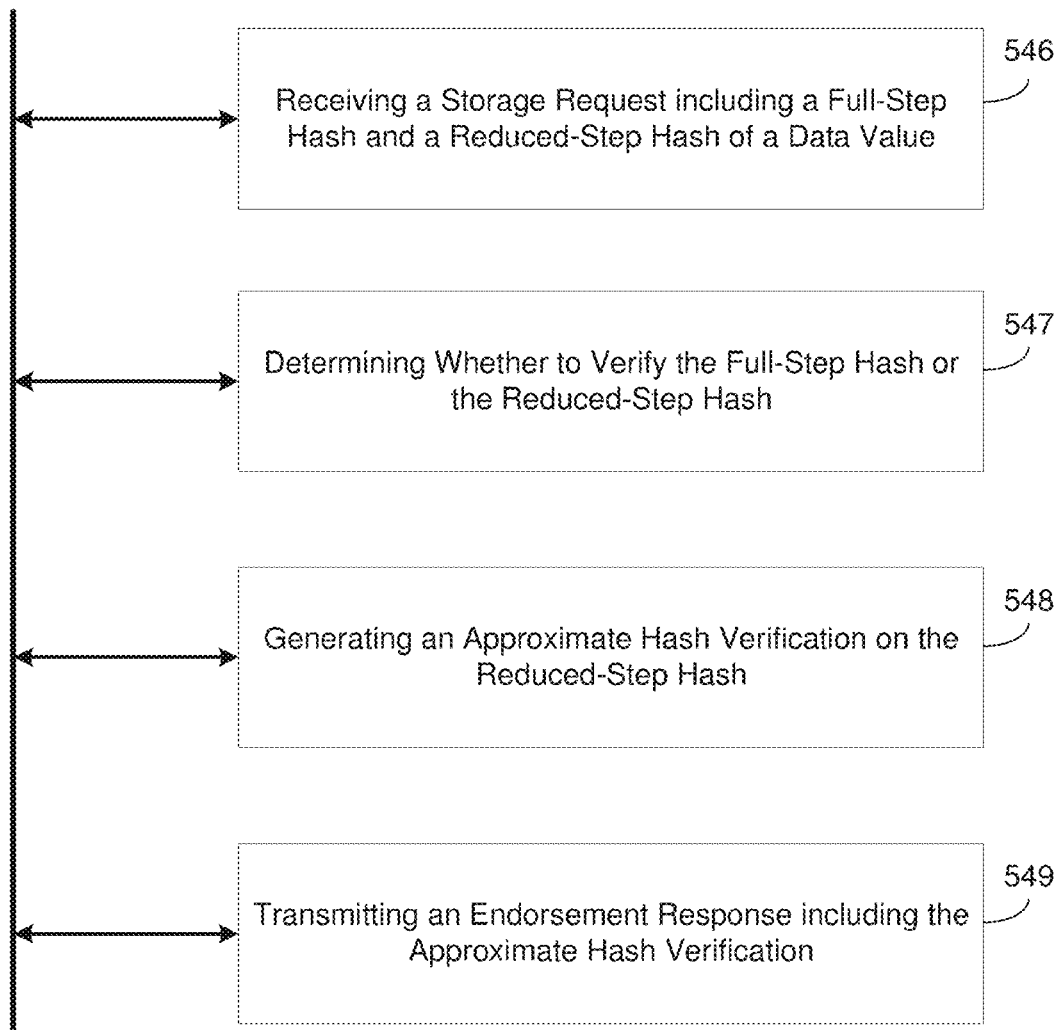 546
Receiving a Storage Request including a Full-Step
Hash and a Reduced-Step Hash of a Data Value
547
Determining Whether to Verify the Full-Step Hash or
the Reduced-Step Hash
548
Generating an Approximate Hash Verification on the
Reduced-Step Hash
549
Transmitting an Endorsement Response including the
Approximate Hash Verification